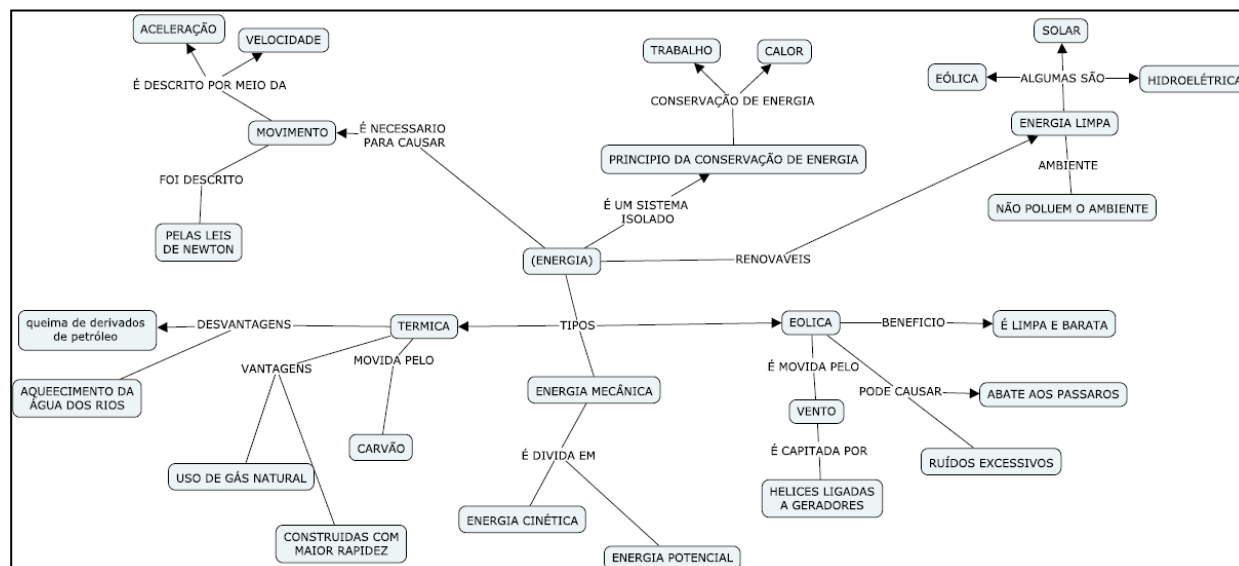 ACELERAÇÃO
VELOCIDADE
É DESCRITO POR MEIO DA
MOVIMENTO
É NECESSARIO
PARA CAUSAR
FOI DESCRITO
PELAS LEIS
DE NEWTON
TRABALHO
CALOR
CONSERVAÇÃO DE ENERGIA
PRINCIPIO DA CONSERVAÇÃO DE ENERGIA
É UM SISTEMA
ISOLADO
SOLAR
EÓLICA
ALGUMAS SÃO
HIDROELÉTRICA
ENERGIA LIMPA
AMBIENTE
NÃO POLUEM O AMBIENTE
(ENERGIA)
RENOVAVEIS
queima de derivados
de petróleo
DESVANTAGENS
TERMICA
TIPOS
EOLICA
BENEFICIO
É LIMPA E BARATA
AQUECIMENTO DA
ÁGUA DOS RIOS
VANTAGENS
MOVIDA PELO
CARVÃO
USO DE GÁS NATURAL
CONSTRUIDAS COM
MAIOR RAPIDEZ
ENERGIA MECÂNICA
É DIVIDA EM
ENERGIA CINÉTICA
ENERGIA POTENCIAL
É MOVIDA PELO
VENTO
É CAPITADA POR
HELICES LIGADAS
A GERADORES
PODE CAUSAR
ABATE AOS PASSAROS
RUÍDOS EXCESSIVOS